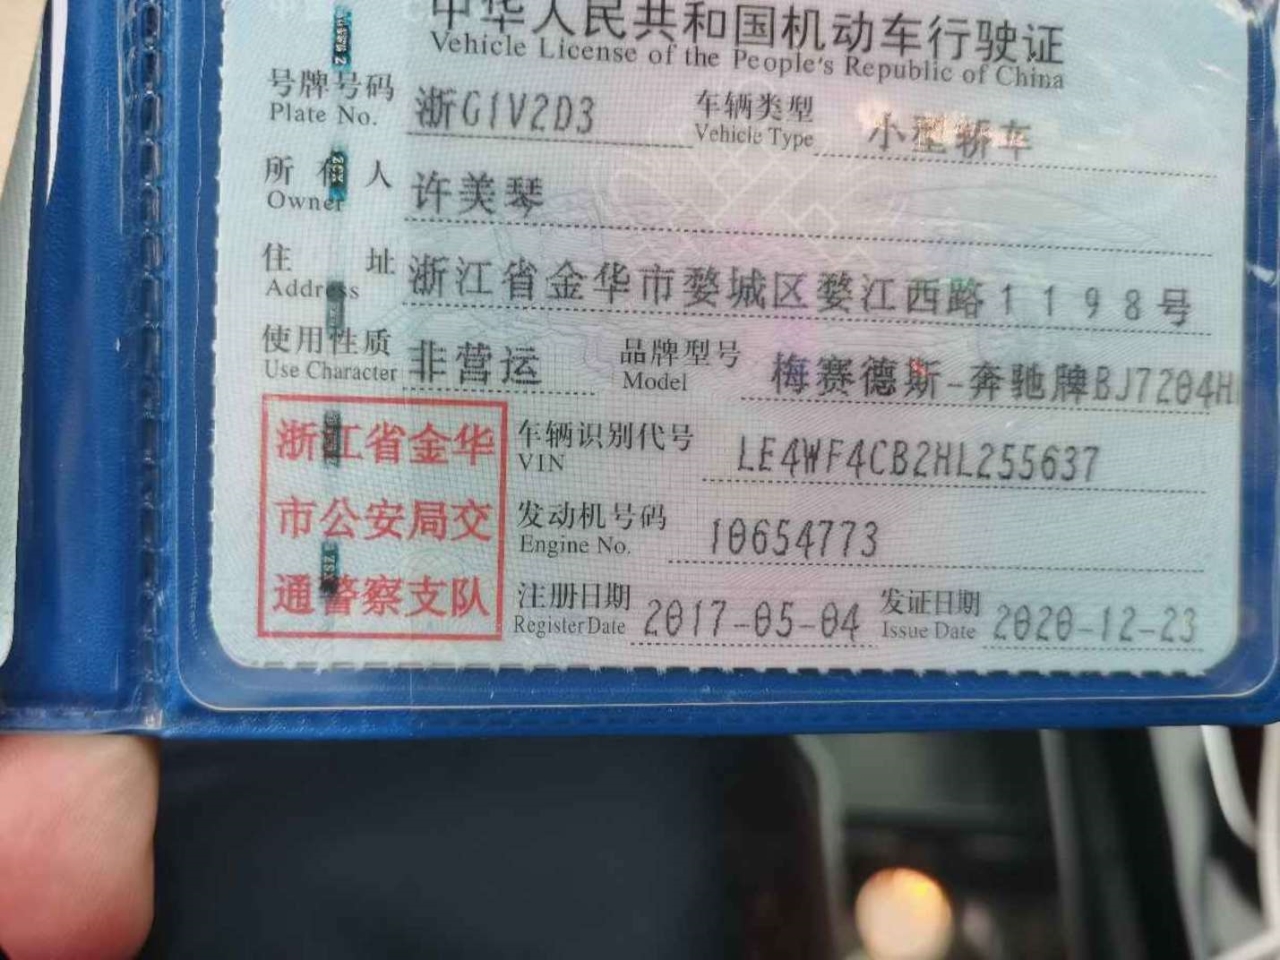 中华人民共和国机动车行驶证
Vehicle License of the People's Republic of China
号牌号码 浙G1V2D3 车辆类型 小型轿车
Plate No. Vehicle Type
所有人 许美琴
Owner
住址 浙江省金华市婺城区婺江西路1198号
Address
使用性质 非营运 品牌型号 梅赛德斯-奔驰牌BJ7204H
Use Character Model
浙江省金华
市公安局交
通警察支队
车辆识别代号 LE4WF4CB2HL255637
VIN
发动机号码 10654773
Engine No.
注册日期 2017-05-04 发证日期 2020-12-23
Register Date Issue Date